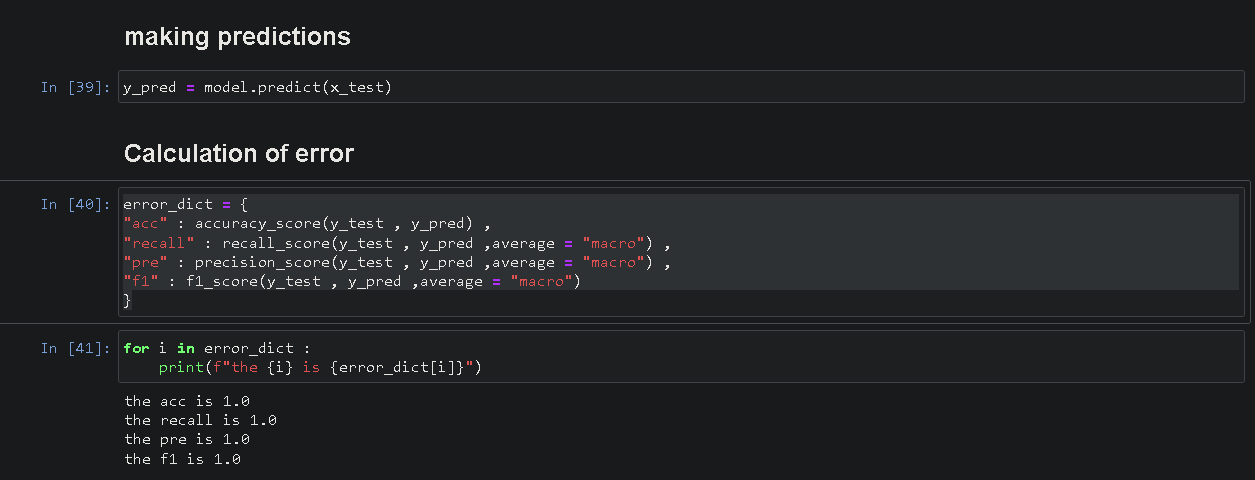 making predictions
In [39]: y_pred = model.predict(x_test)
Calculation of error
In [40]: error_dict = {
"acc" : accuracy_score(y_test , y_pred) ,
"recall" : recall_score(y_test , y_pred ,average = "macro") ,
"pre" : precision_score(y_test , y_pred ,average = "macro") ,
"f1" : f1_score(y_test , y_pred ,average = "macro")
}
In [41]: for i in error_dict :
    print(f"the {i} is {error_dict[i]}")
the acc is 1.0
the recall is 1.0
the pre is 1.0
the f1 is 1.0